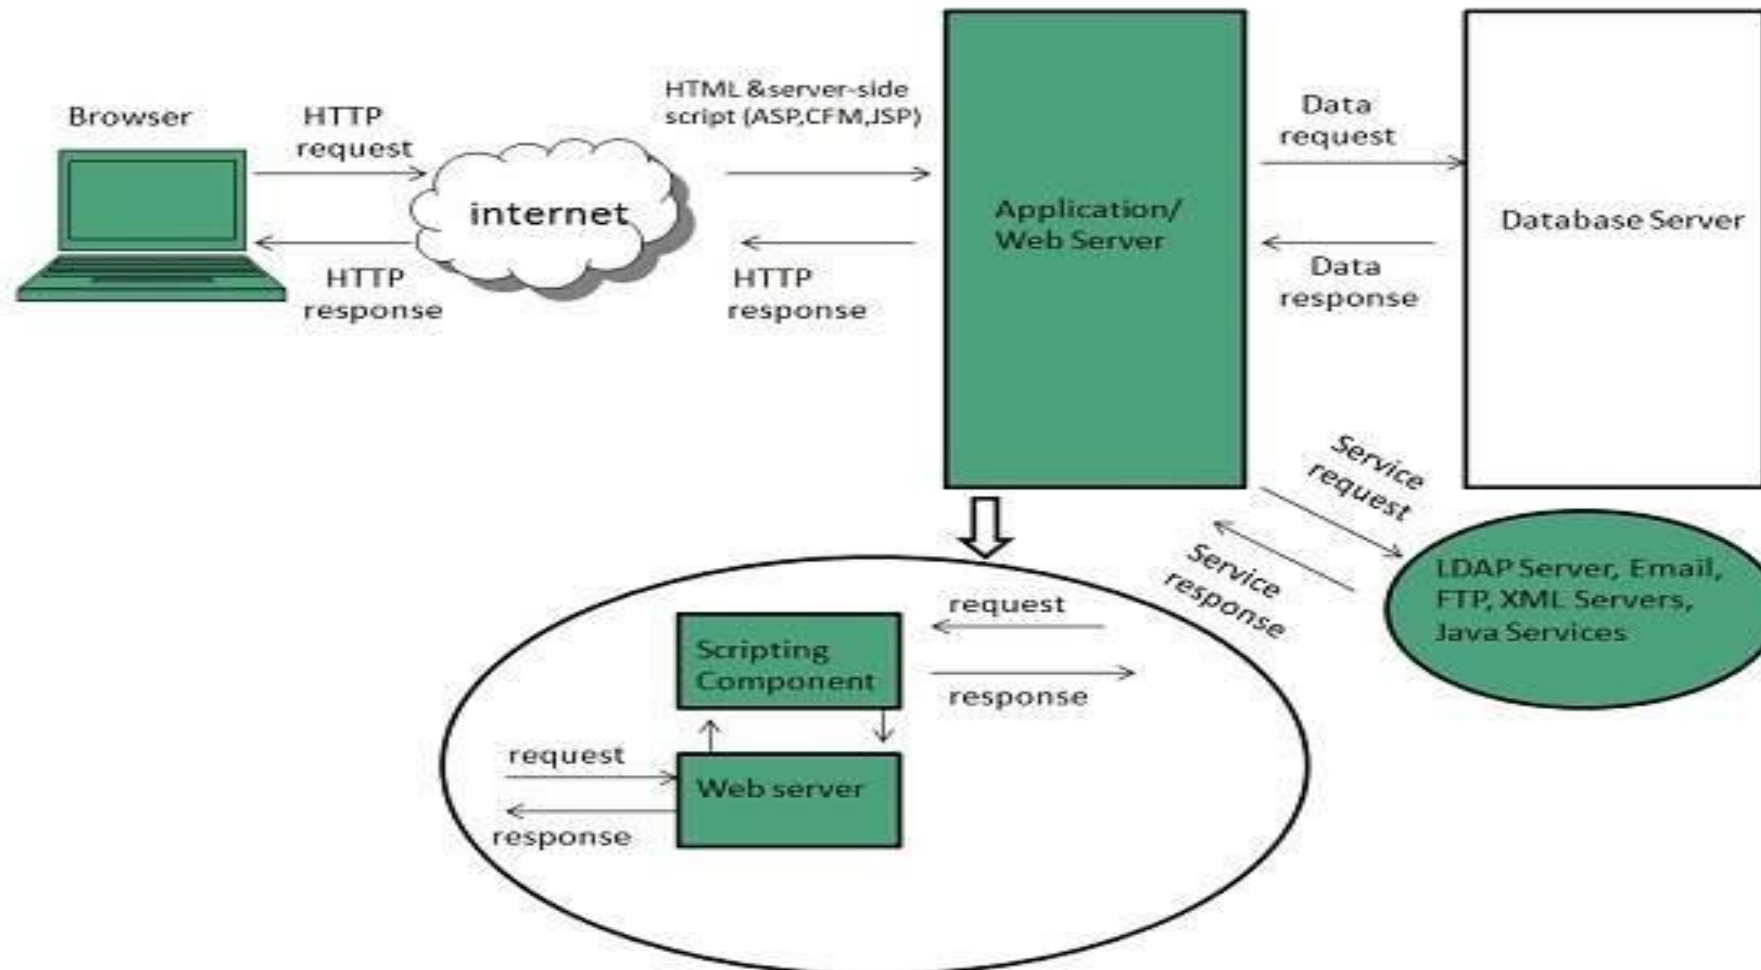 Browser
HTTP
request
HTTP
response
internet
HTML &server-side
script (ASP,CFM,JSP)
HTTP
response
Application/
Web Server
Data
request
Data
response
Database Server
Service
request
Service
response
LDAP Server, Email,
FTP, XML Servers,
Java Services
Scripting
Component
request
response
request
response
Web server